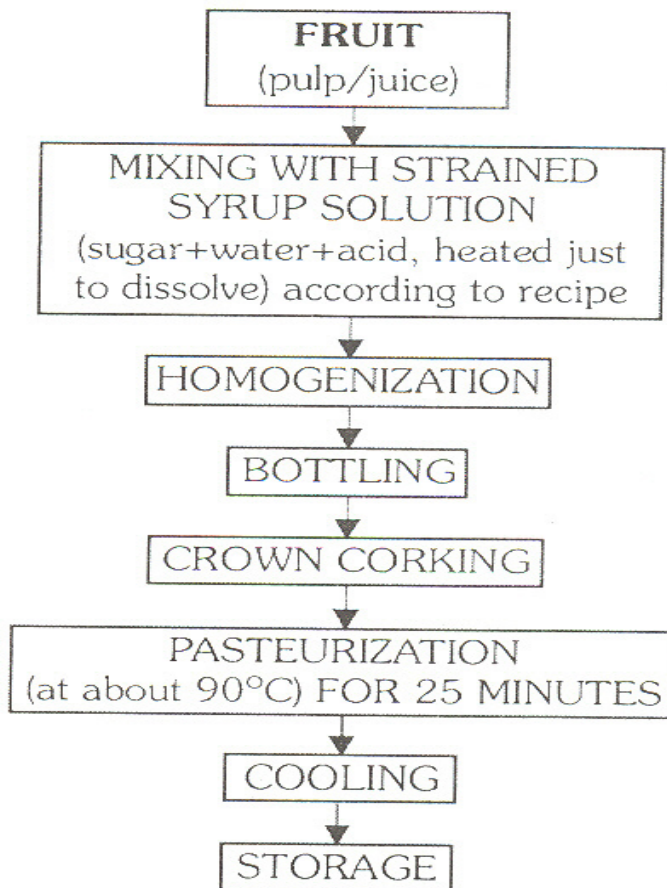 FRUIT
(pulp/juice)
MIXING WITH STRAINED
SYRUP SOLUTION
(sugar+water+acid, heated just
to dissolve) according to recipe
HOMOGENIZATION
BOTTLING
CROWN CORKING
PASTEURIZATION
(at about 90°C) FOR 25 MINUTES
COOLING
STORAGE